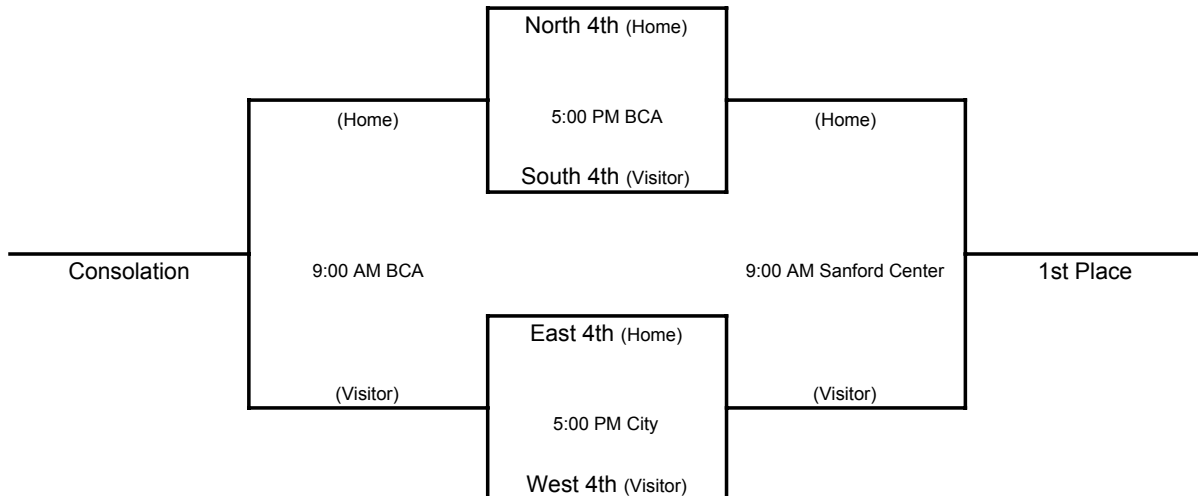 North 4th (Home)
(Home)
5:00 PM BCA
(Home)
South 4th (Visitor)
Consolation
9:00 AM BCA
9:00 AM Sanford Center
1st Place
East 4th (Home)
(Visitor)
(Visitor)
5:00 PM City
West 4th (Visitor)